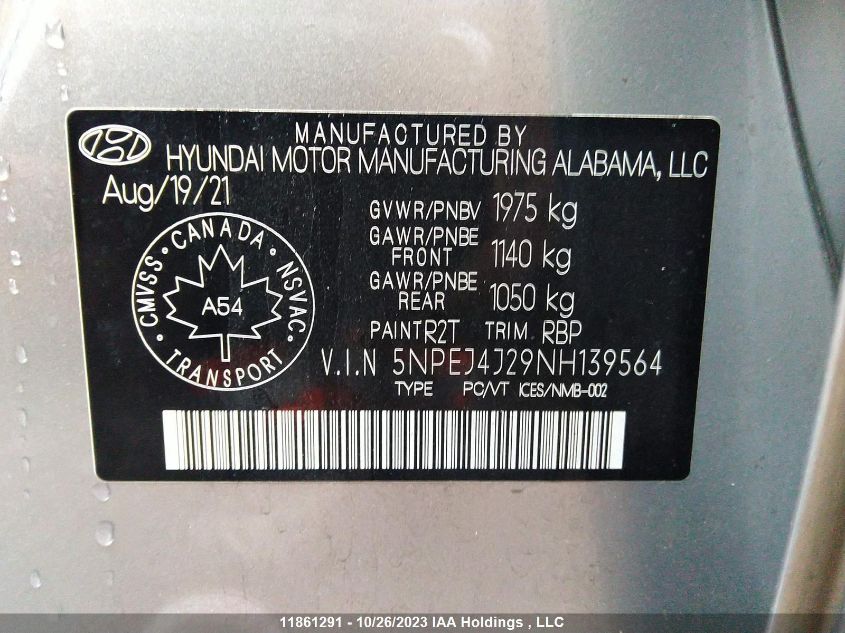 MANUFACTURED BY
HYUNDAI MOTOR MANUFACTURING ALABAMA, LLC
Aug/19/21
GVWR/PNBV 1975 kg
GAWR/PNBE FRONT 1140 kg
GAWR/PNBE REAR 1050 kg
PAINT R2T TRIM RBP
CANADA
CMVSS • NSVAC
A54
TRANSPORT
V.I.N 5NPEJ4J29NH139564
TYPE PC/VT ICES/NMB-002
11861291 - 10/26/2023 IAA Holdings , LLC